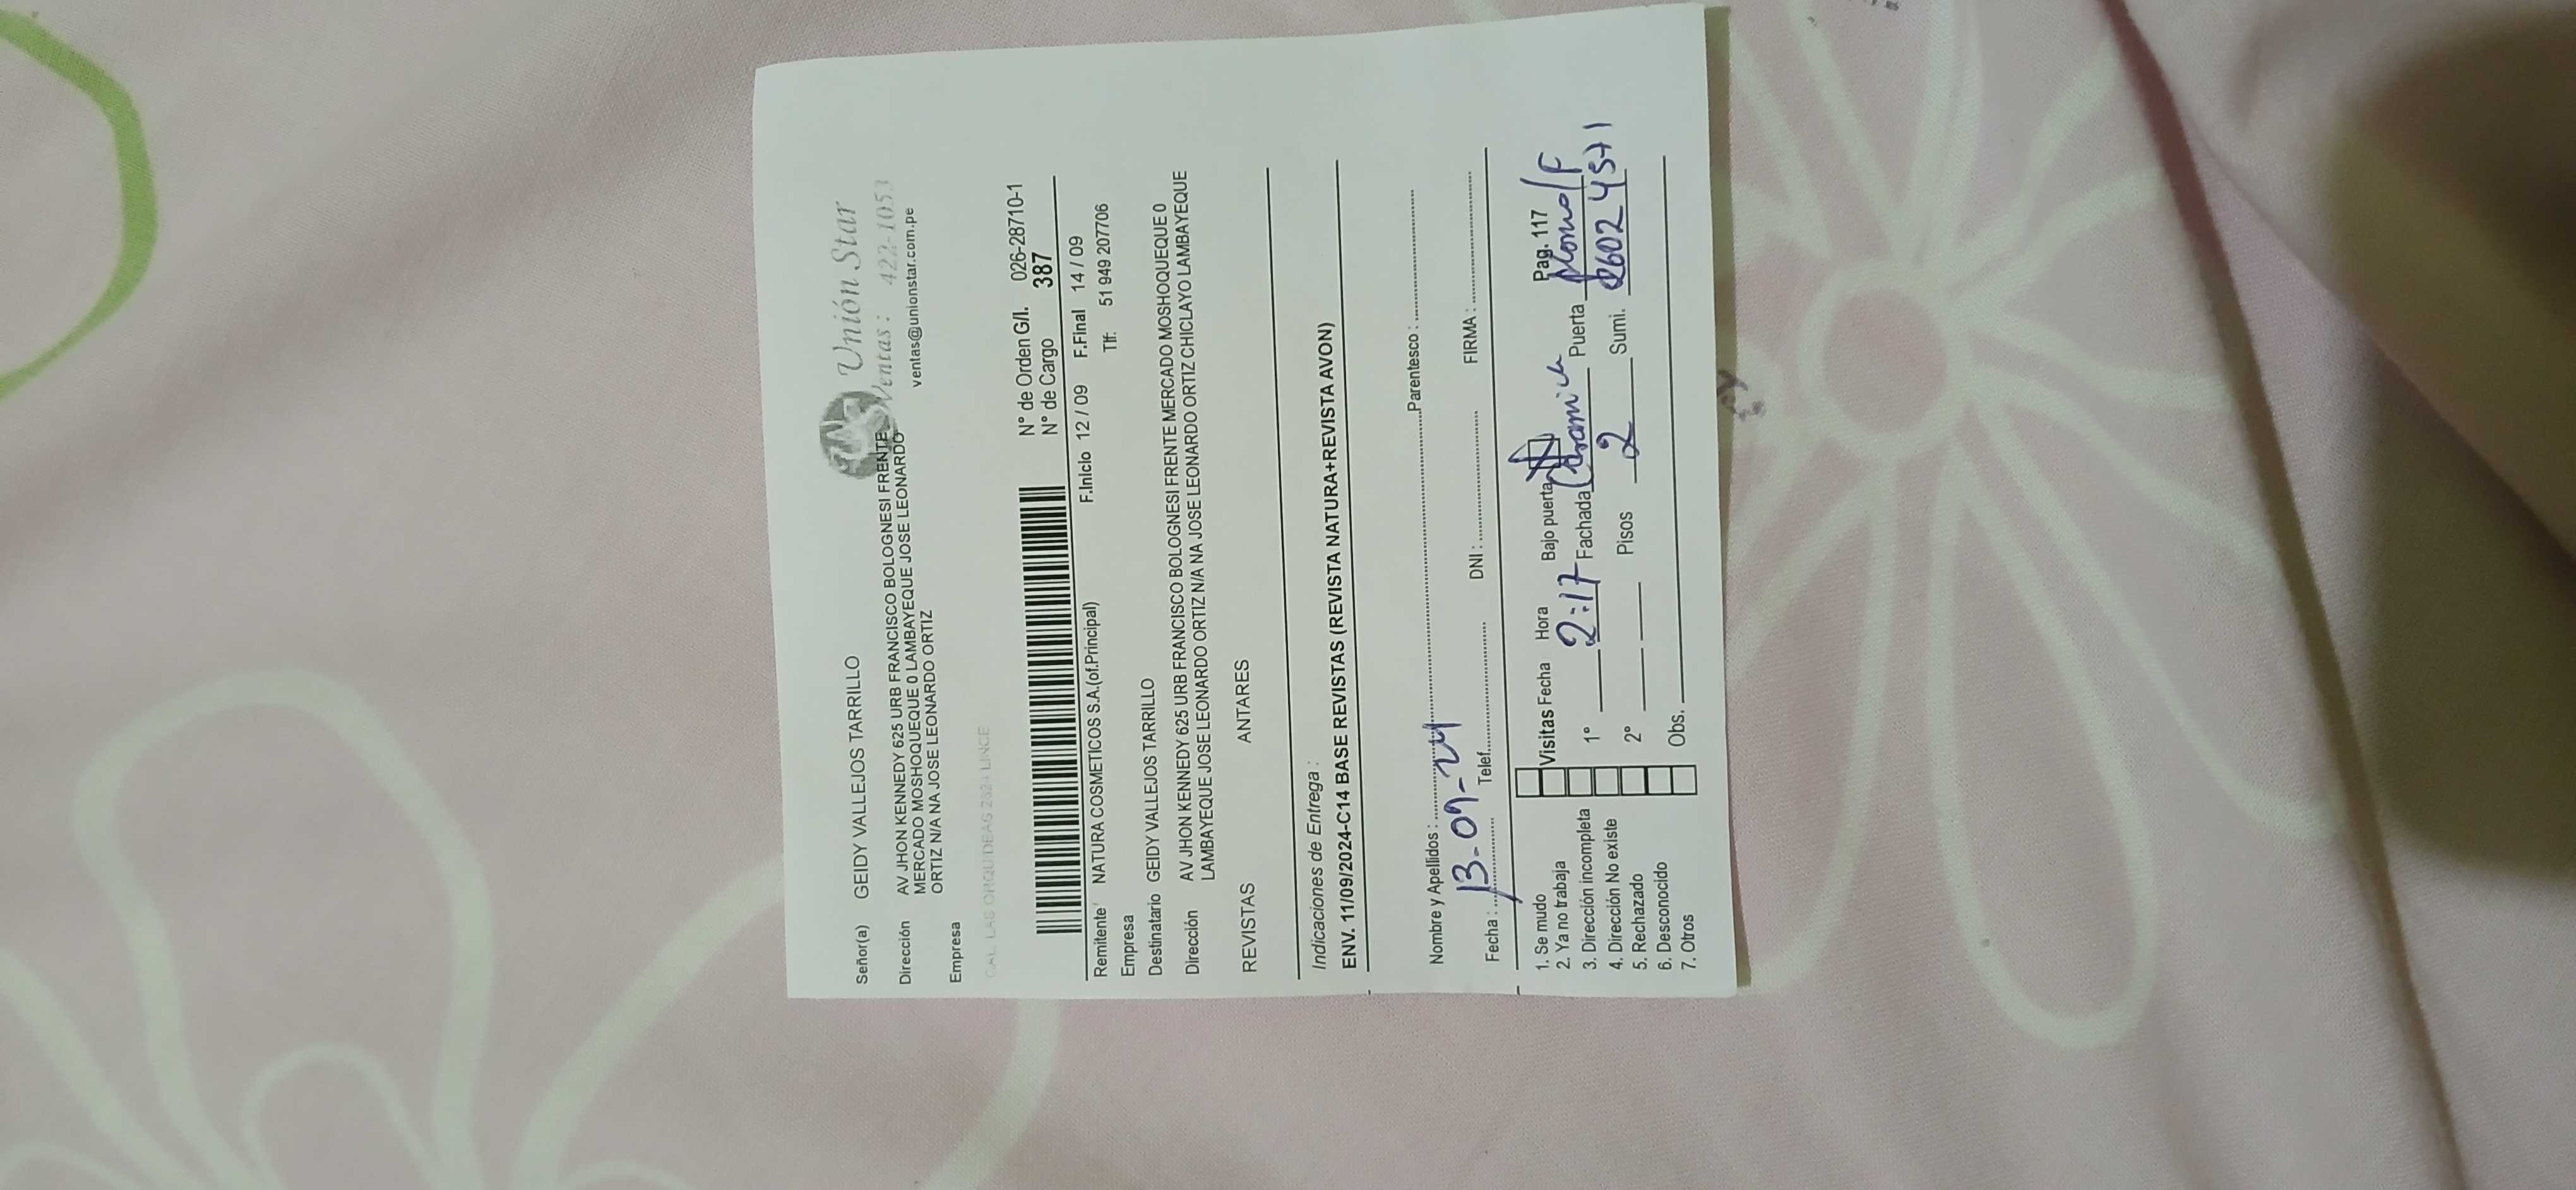 Unión Star
Ventas: 422-1053
ventas@unionstar.com.pe
Señor(a) GEIDY VALLEJOS TARRILLO
Dirección AV JHON KENNEDY 625 URB FRANCISCO BOLOGNESI FRENTE
MERCADO MOSHOQUEQUE 0 LAMBAYEQUE JOSE LEONARDO
ORTIZ N/A NA JOSE LEONARDO ORTIZ
Empresa
CAL. LAS ORQUIDEAS 2624 LINCE
N° de Orden G/I. 026-28710-1
N° de Cargo 387
F.Inicio 12 / 09 F.Final 14 / 09
Remitente NATURA COSMETICOS S.A.(of.Principal) Tlf: 51 949 207706
Empresa
Destinatario GEIDY VALLEJOS TARRILLO
Dirección AV JHON KENNEDY 625 URB FRANCISCO BOLOGNESI FRENTE MERCADO MOSHOQUEQUE 0
LAMBAYEQUE JOSE LEONARDO ORTIZ N/A NA JOSE LEONARDO ORTIZ CHICLAYO LAMBAYEQUE
REVISTAS ANTARES
Indicaciones de Entrega :
ENV. 11/09/2024-C14 BASE REVISTAS (REVISTA NATURA+REVISTA AVON)
Nombre y Apellidos : Parentesco :
13-09-24
Fecha : Telef. DNI : FIRMA :
1. Se mudo Visitas Fecha Hora Bajo puerta Pag. 117
2. Ya no trabaja
3. Dirección incompleta 1° 2:17 Fachada Puerta
4. Dirección No existe
5. Rechazado 2° Pisos 2 Sumi.
6. Desconocido
7. Otros Obs.